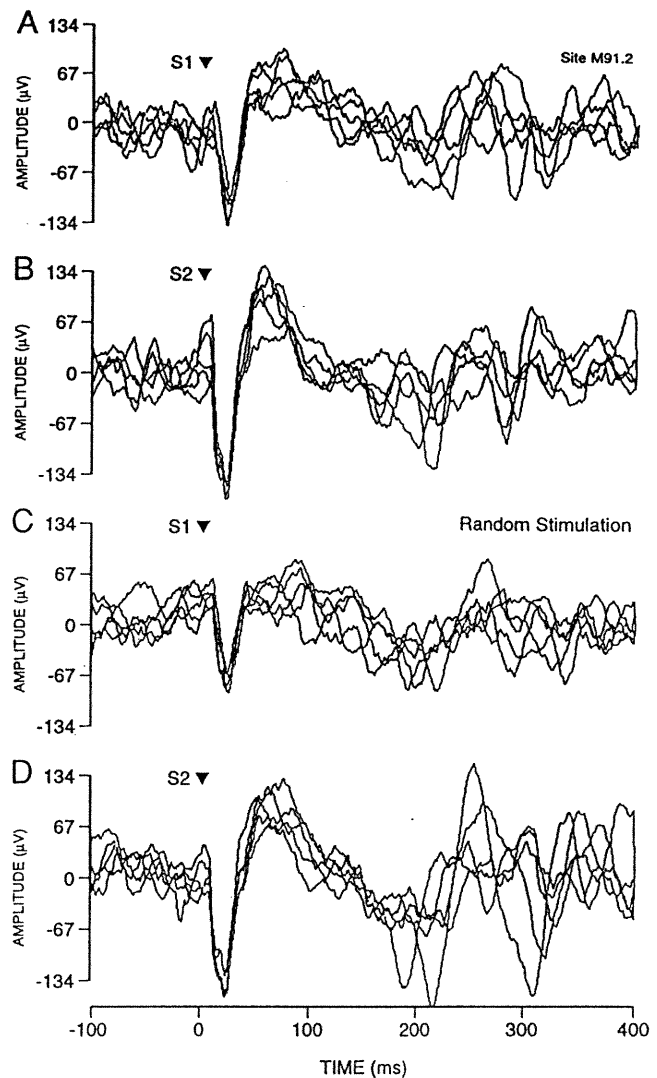 A
134
67
0
-67
-134
AMPLITUDE (µV)
S1
Site M91.2
B
134
67
0
-67
-134
AMPLITUDE (µV)
S2
C
134
67
0
-67
-134
AMPLITUDE (µV)
S1
Random Stimulation
D
134
67
0
-67
-134
AMPLITUDE (µV)
S2
-100 0 100 200 300 400
TIME (ms)